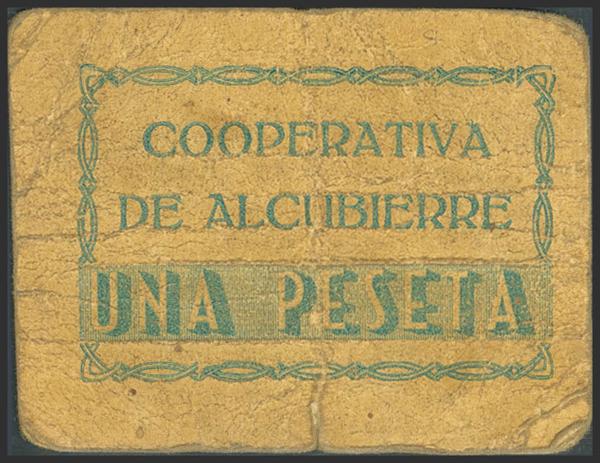 COOPERATIVA
DE ALCUBIERRE
UNA PESETA